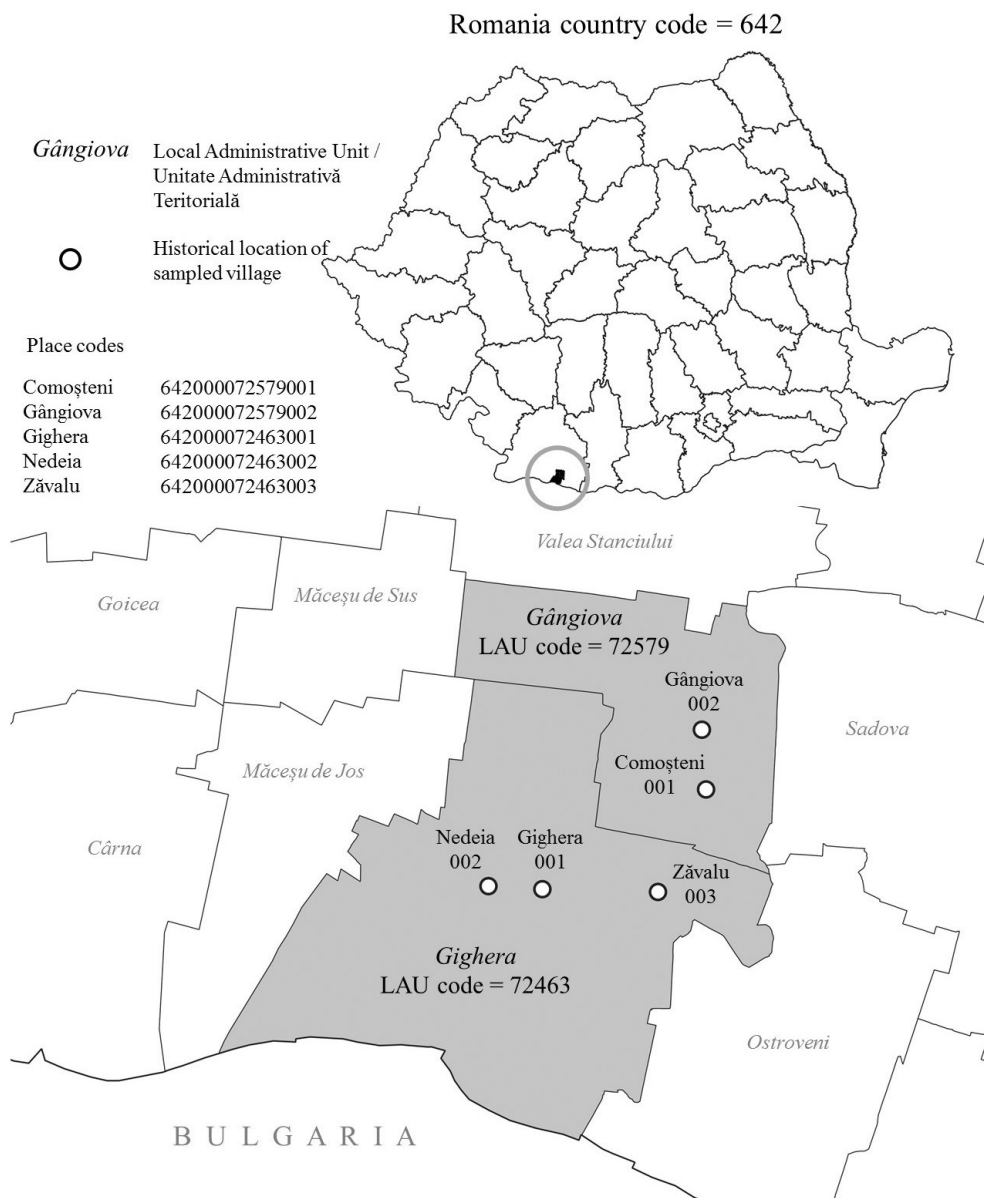 Romania country code = 642
Gângiova
Local Administrative Unit /
Unitate Administrativă
Teritorială
Historical location of
sampled village
Place codes
Comoșteni 642000072579001
Gângiova 642000072579002
Gighera 642000072463001
Nedeia 642000072463002
Zăvalu 642000072463003
Valea Stanciului
Goicea
Măceșu de Sus
Gângiova
LAU code = 72579
Gângiova
002
Sadova
Comoșteni
001
Măceșu de Jos
Cârna
Nedeia
002
Gighera
001
Zăvalu
003
Gighera
LAU code = 72463
Ostroveni
BULGARIA